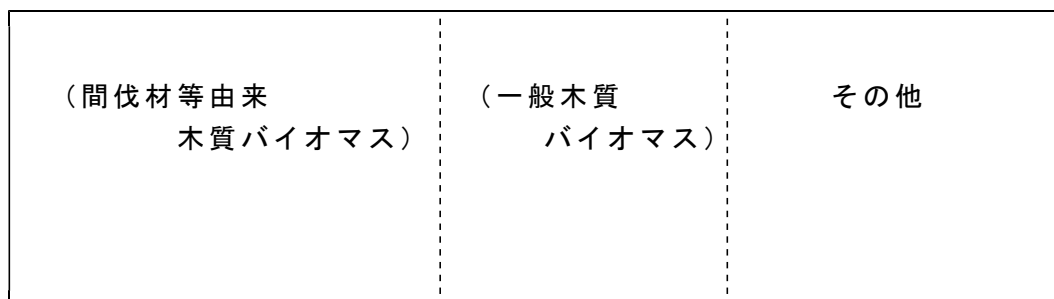 （間伐材等由来
木質バイオマス）
（一般木質
バイオマス）
その他